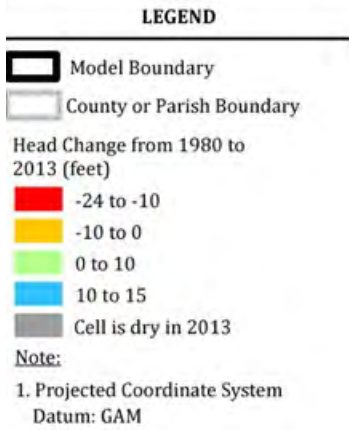 LEGEND
Model Boundary
County or Parish Boundary
Head Change from 1980 to
2013 (feet)
-24 to -10
-10 to 0
0 to 10
10 to 15
Cell is dry in 2013
Note:
1. Projected Coordinate System
Datum: GAM